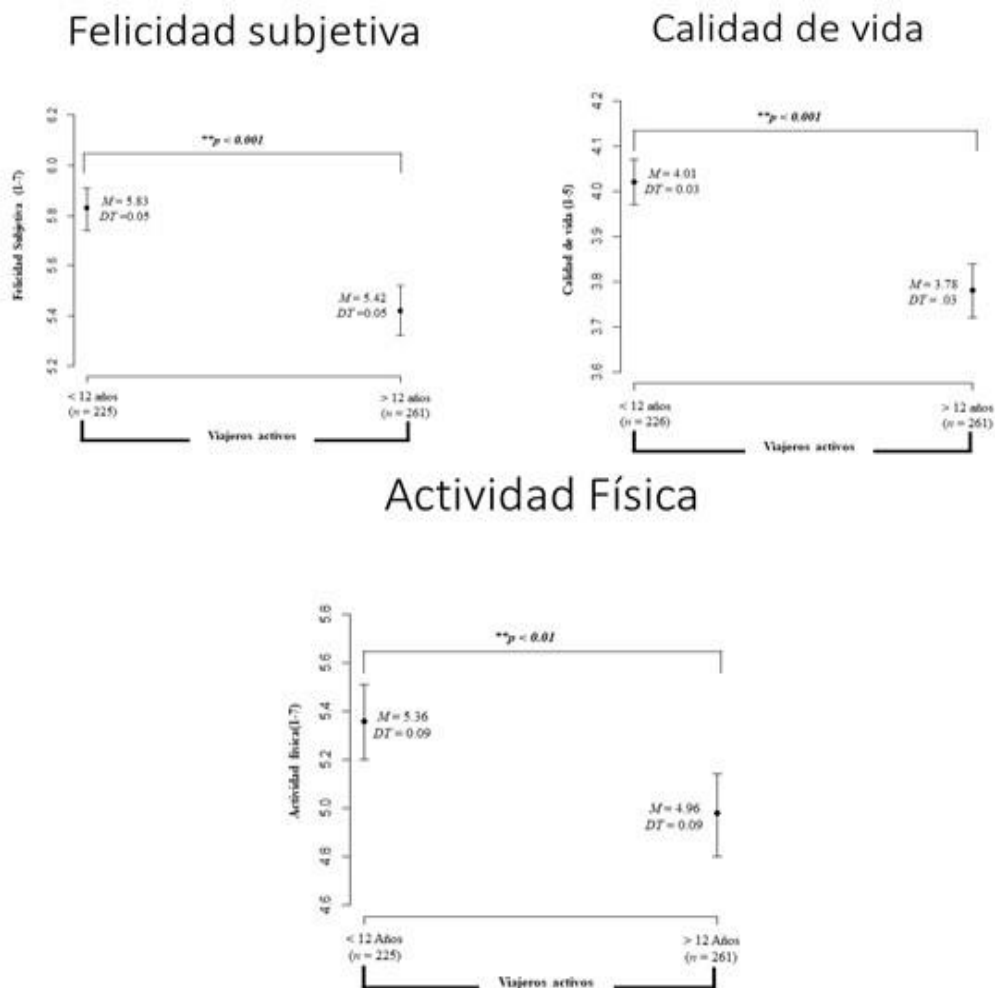 Felicidad subjetiva
Felicidad Subjetiva (1-7)
6.2
6.0
5.8
5.6
5.4
5.2
**p < 0.001
M = 5.83
DT =0.05
M = 5.42
DT =0.05
< 12 años
(n = 225)
> 12 años
(n = 261)
Viajeros activos
Calidad de vida
Calidad de vida (1-5)
4.2
4.1
4.0
3.9
3.8
3.7
3.6
**p < 0.001
M = 4.01
DT = 0.03
M = 3.78
DT = .03
< 12 años
(n = 226)
> 12 años
(n = 261)
Viajeros activos
Actividad Física
Actividad física(1-7)
5.8
5.6
5.4
5.2
5.0
4.8
4.6
**p < 0.01
M = 5.36
DT = 0.09
M = 4.96
DT = 0.09
< 12 Años
(n = 225)
> 12 Años
(n = 261)
Viajeros activos